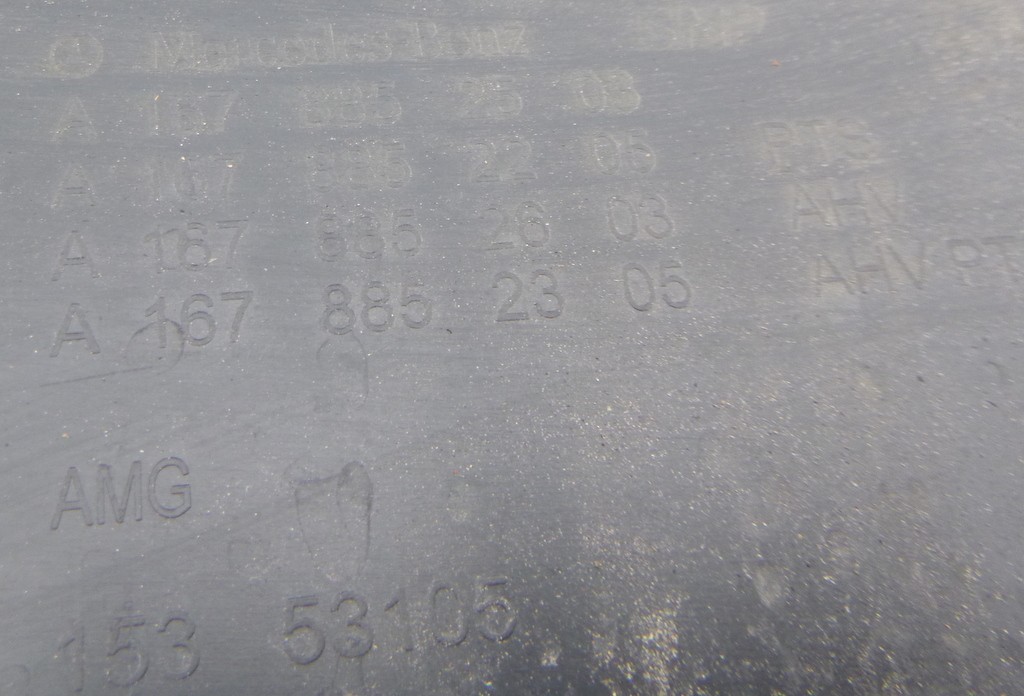 Mercedes-Benz
A 167 885 25 03
A 167 885 22 05 PTS
A 167 885 26 03 AHV
A 167 885 23 05 AHV PT
AMG
153 53105